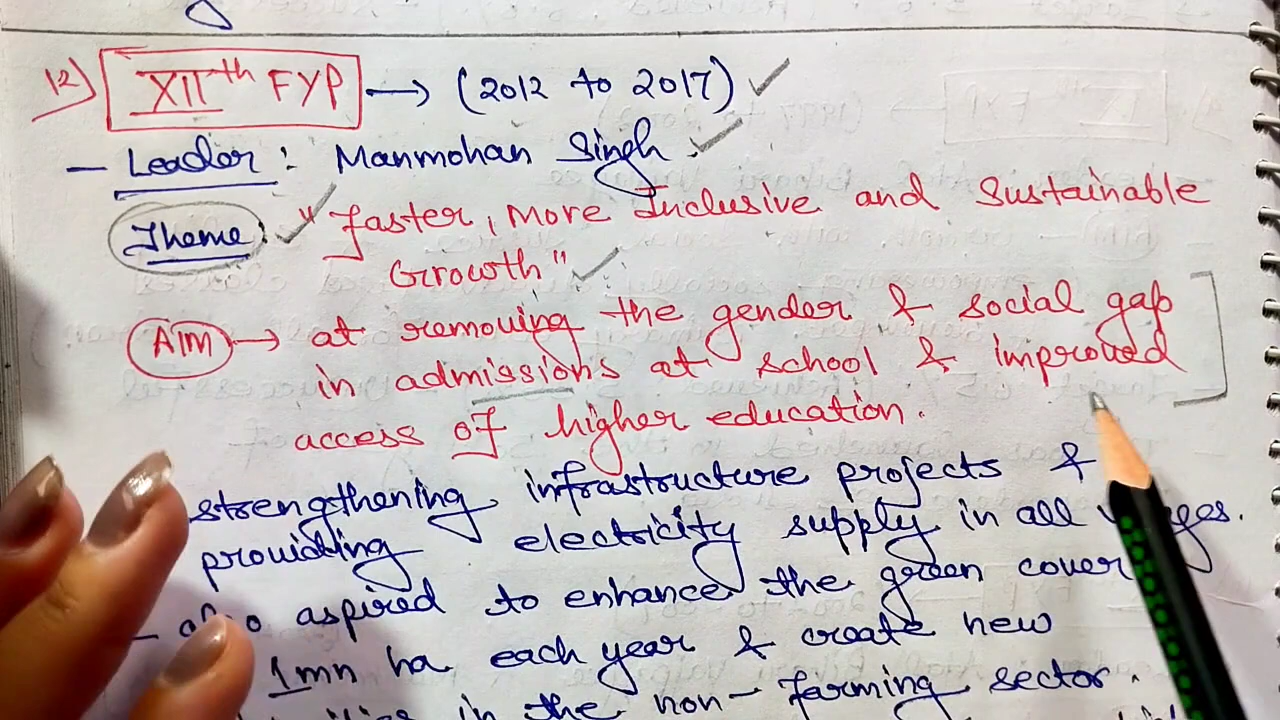 12) XIIth FYP → (2012 to 2017) ✓
- Leader: Manmohan Singh ✓
Theme: ✓ "faster, More Inclusive and Sustainable
Growth" ✓
AIM → at removing the gender & social gap
in admissions at school & improved
access of higher education.
strengthening infrastructure projects &
providing electricity supply in all
- also aspired to enhance the green cover
1mn ha each year & create new
in the non-farming sector.